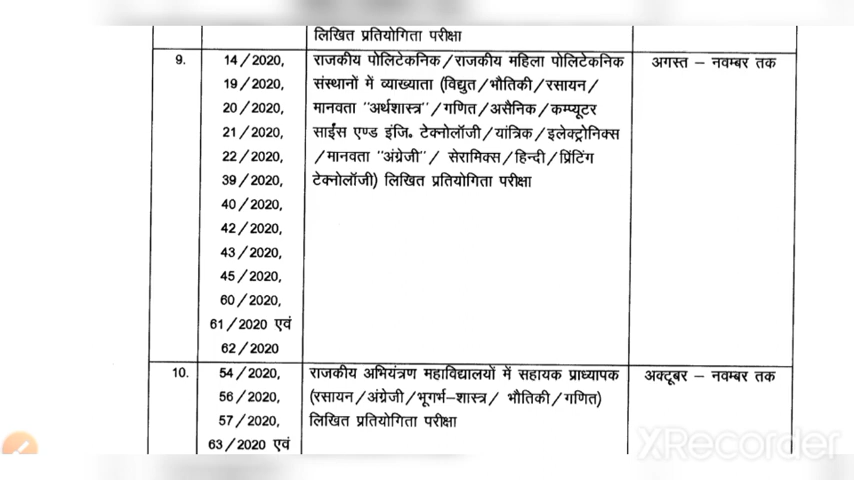 लिखित प्रतियोगिता परीक्षा
9. 14/2020, राजकीय पोलिटेकनिक/राजकीय महिला पोलिटेकनिक अगस्त – नवम्बर तक
19/2020, संस्थानों में व्याख्याता (विद्युत/भौतिकी/रसायन/
20/2020, मानवता "अर्थशास्त्र"/गणित/असैनिक/कम्प्यूटर
21/2020, साईंस एण्ड इंजि. टेक्नोलॉजी/यांत्रिक/इलेक्ट्रोनिक्स
22/2020, /मानवता "अंग्रेजी"/ सेरामिक्स/हिन्दी/प्रिंटिंग
39/2020, टेक्नोलॉजी) लिखित प्रतियोगिता परीक्षा
40/2020,
42/2020,
43/2020,
45/2020,
60/2020,
61/2020 एवं
62/2020
10. 54/2020, राजकीय अभियंत्रण महाविद्यालयों में सहायक प्राध्यापक अक्टूबर – नवम्बर तक
56/2020, (रसायन/अंग्रेजी/भूगर्भ-शास्त्र/ भौतिकी/गणित)
57/2020, लिखित प्रतियोगिता परीक्षा
63/2020 एवं
XRecorder